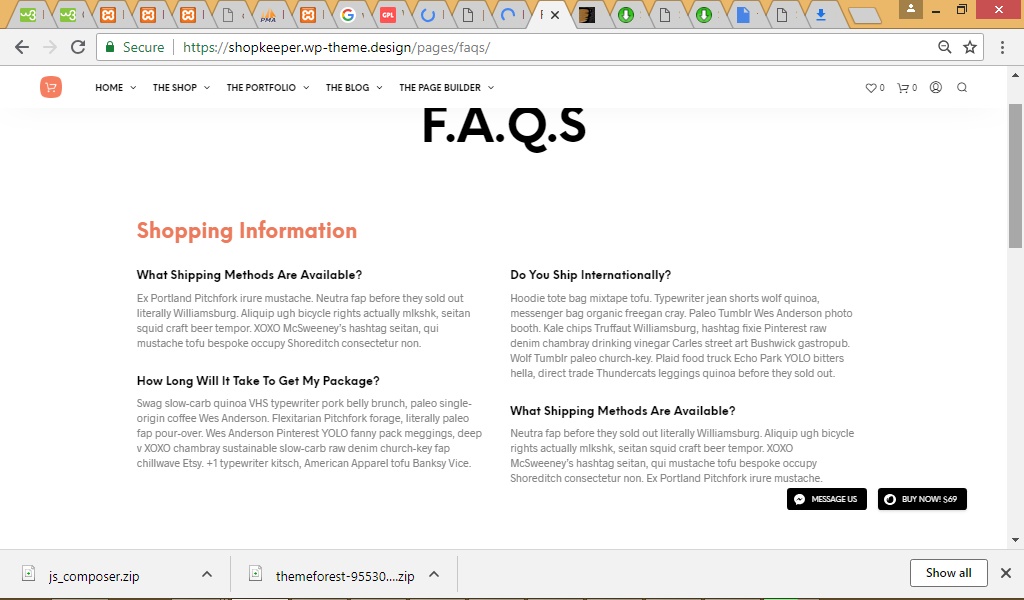 PMA
GPL
Secure
https://shopkeeper.wp-theme.design/pages/faqs/
HOME
THE SHOP
THE PORTFOLIO
THE BLOG
THE PAGE BUILDER
0
0
F.A.Q.S
Shopping Information
What Shipping Methods Are Available?
Ex Portland Pitchfork irure mustache. Neutra fap before they sold out
literally Williamsburg. Aliquip ugh bicycle rights actually mlkshk, seitan
squid craft beer tempor. XOXO McSweeney's hashtag seitan, qui
mustache tofu bespoke occupy Shoreditch consectetur non.
How Long Will It Take To Get My Package?
Swag slow-carb quinoa VHS typewriter pork belly brunch, paleo single-
origin coffee Wes Anderson. Flexitarian Pitchfork forage, literally paleo
fap pour-over. Wes Anderson Pinterest YOLO fanny pack meggings, deep
v XOXO chambray sustainable slow-carb raw denim church-key fap
chillwave Etsy. +1 typewriter kitsch, American Apparel tofu Banksy Vice.
Do You Ship Internationally?
Hoodie tote bag mixtape tofu. Typewriter jean shorts wolf quinoa,
messenger bag organic freegan cray. Paleo Tumblr Wes Anderson photo
booth. Kale chips Truffaut Williamsburg, hashtag fixie Pinterest raw
denim chambray drinking vinegar Carles street art Bushwick gastropub.
Wolf Tumblr paleo church-key. Plaid food truck Echo Park YOLO bitters
hella, direct trade Thundercats leggings quinoa before they sold out.
What Shipping Methods Are Available?
Neutra fap before they sold out literally Williamsburg. Aliquip ugh bicycle
rights actually mlkshk, seitan squid craft beer tempor. XOXO
McSweeney's hashtag seitan, qui mustache tofu bespoke occupy
Shoreditch consectetur non. Ex Portland Pitchfork irure mustache.
MESSAGE US
BUY NOW! $69
js_composer.zip
themeforest-95530....zip
Show all